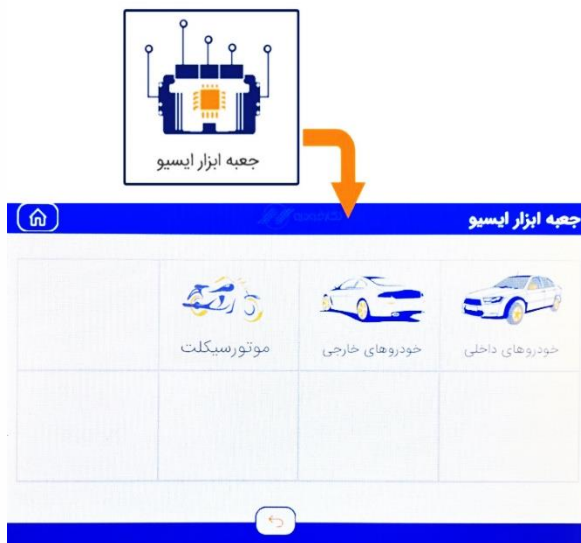 جعبه ابزار ایسیو
جعبه ابزار ایسیو
خودروهای داخلی
خودروهای خارجی
موتورسیکلت